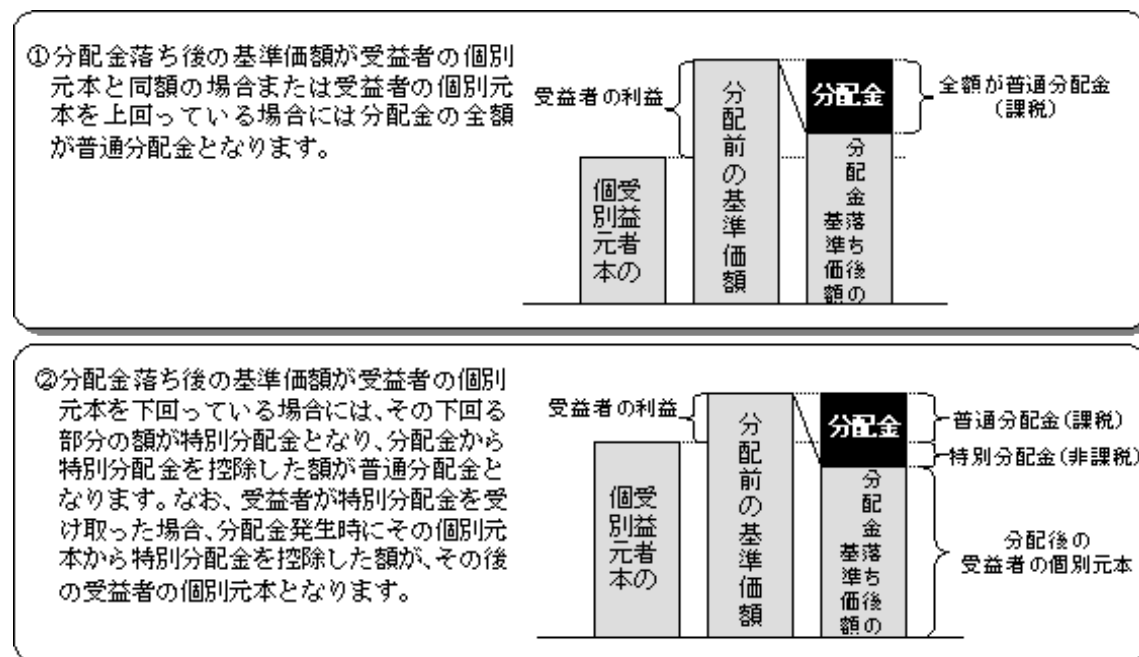 ①分配金落ち後の基準価額が受益者の個別
元本と同額の場合または受益者の個別元
本を上回っている場合には分配金の全額
が普通分配金となります。
受益者の利益
受益者の
個別元本
分配前の基準価額
分配金
分配金落ち後の
基準価額
全額が普通分配金
(課税)
②分配金落ち後の基準価額が受益者の個別
元本を下回っている場合には、その下回る
部分の額が特別分配金となり、分配金から
特別分配金を控除した額が普通分配金と
なります。なお、受益者が特別分配金を受
け取った場合、分配金発生時にその個別元
本から特別分配金を控除した額が、その後
の受益者の個別元本となります。
受益者の利益
受益者の
個別元本
分配前の基準価額
分配金
分配金落ち後の
基準価額
普通分配金(課税)
特別分配金(非課税)
分配後の
受益者の個別元本